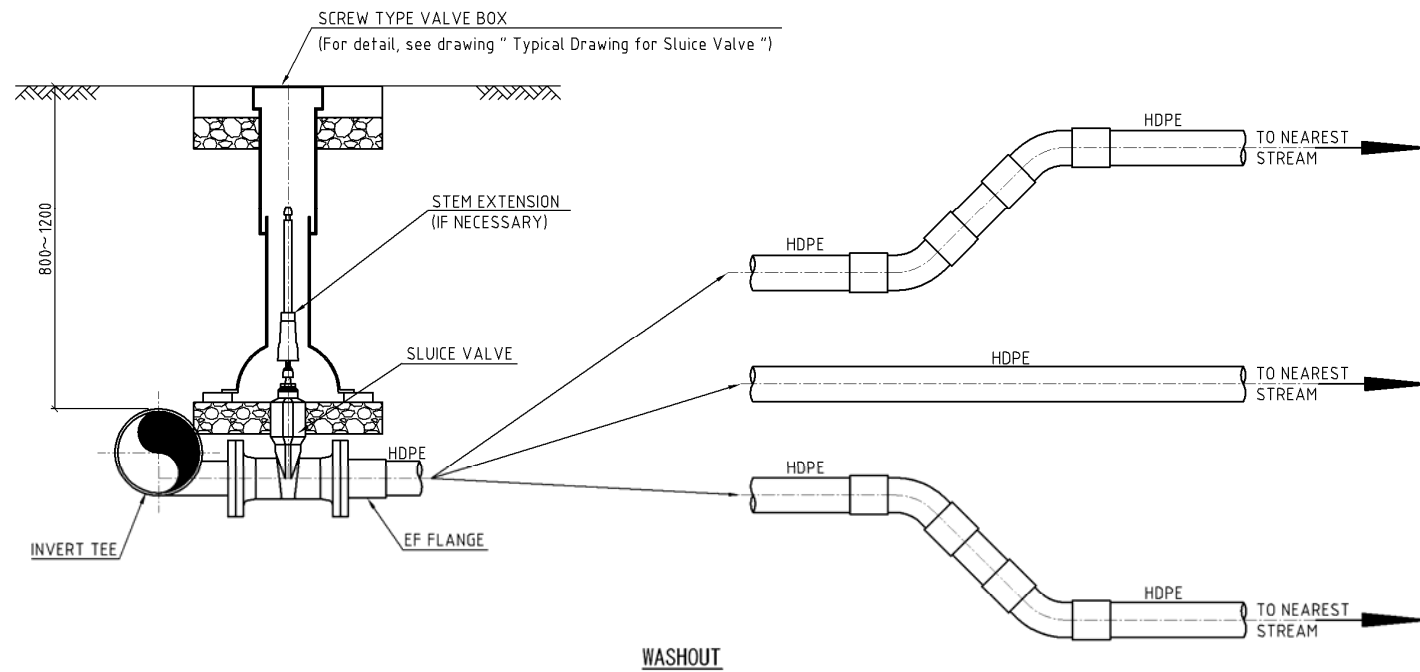 SCREW TYPE VALVE BOX
(For detail, see drawing " Typical Drawing for Sluice Valve ")
800~1200
STEM EXTENSION
(IF NECESSARY)
SLUICE VALVE
HDPE
INVERT TEE
EF FLANGE
HDPE
HDPE
TO NEAREST
STREAM
HDPE
TO NEAREST
STREAM
HDPE
HDPE
TO NEAREST
STREAM
WASHOUT